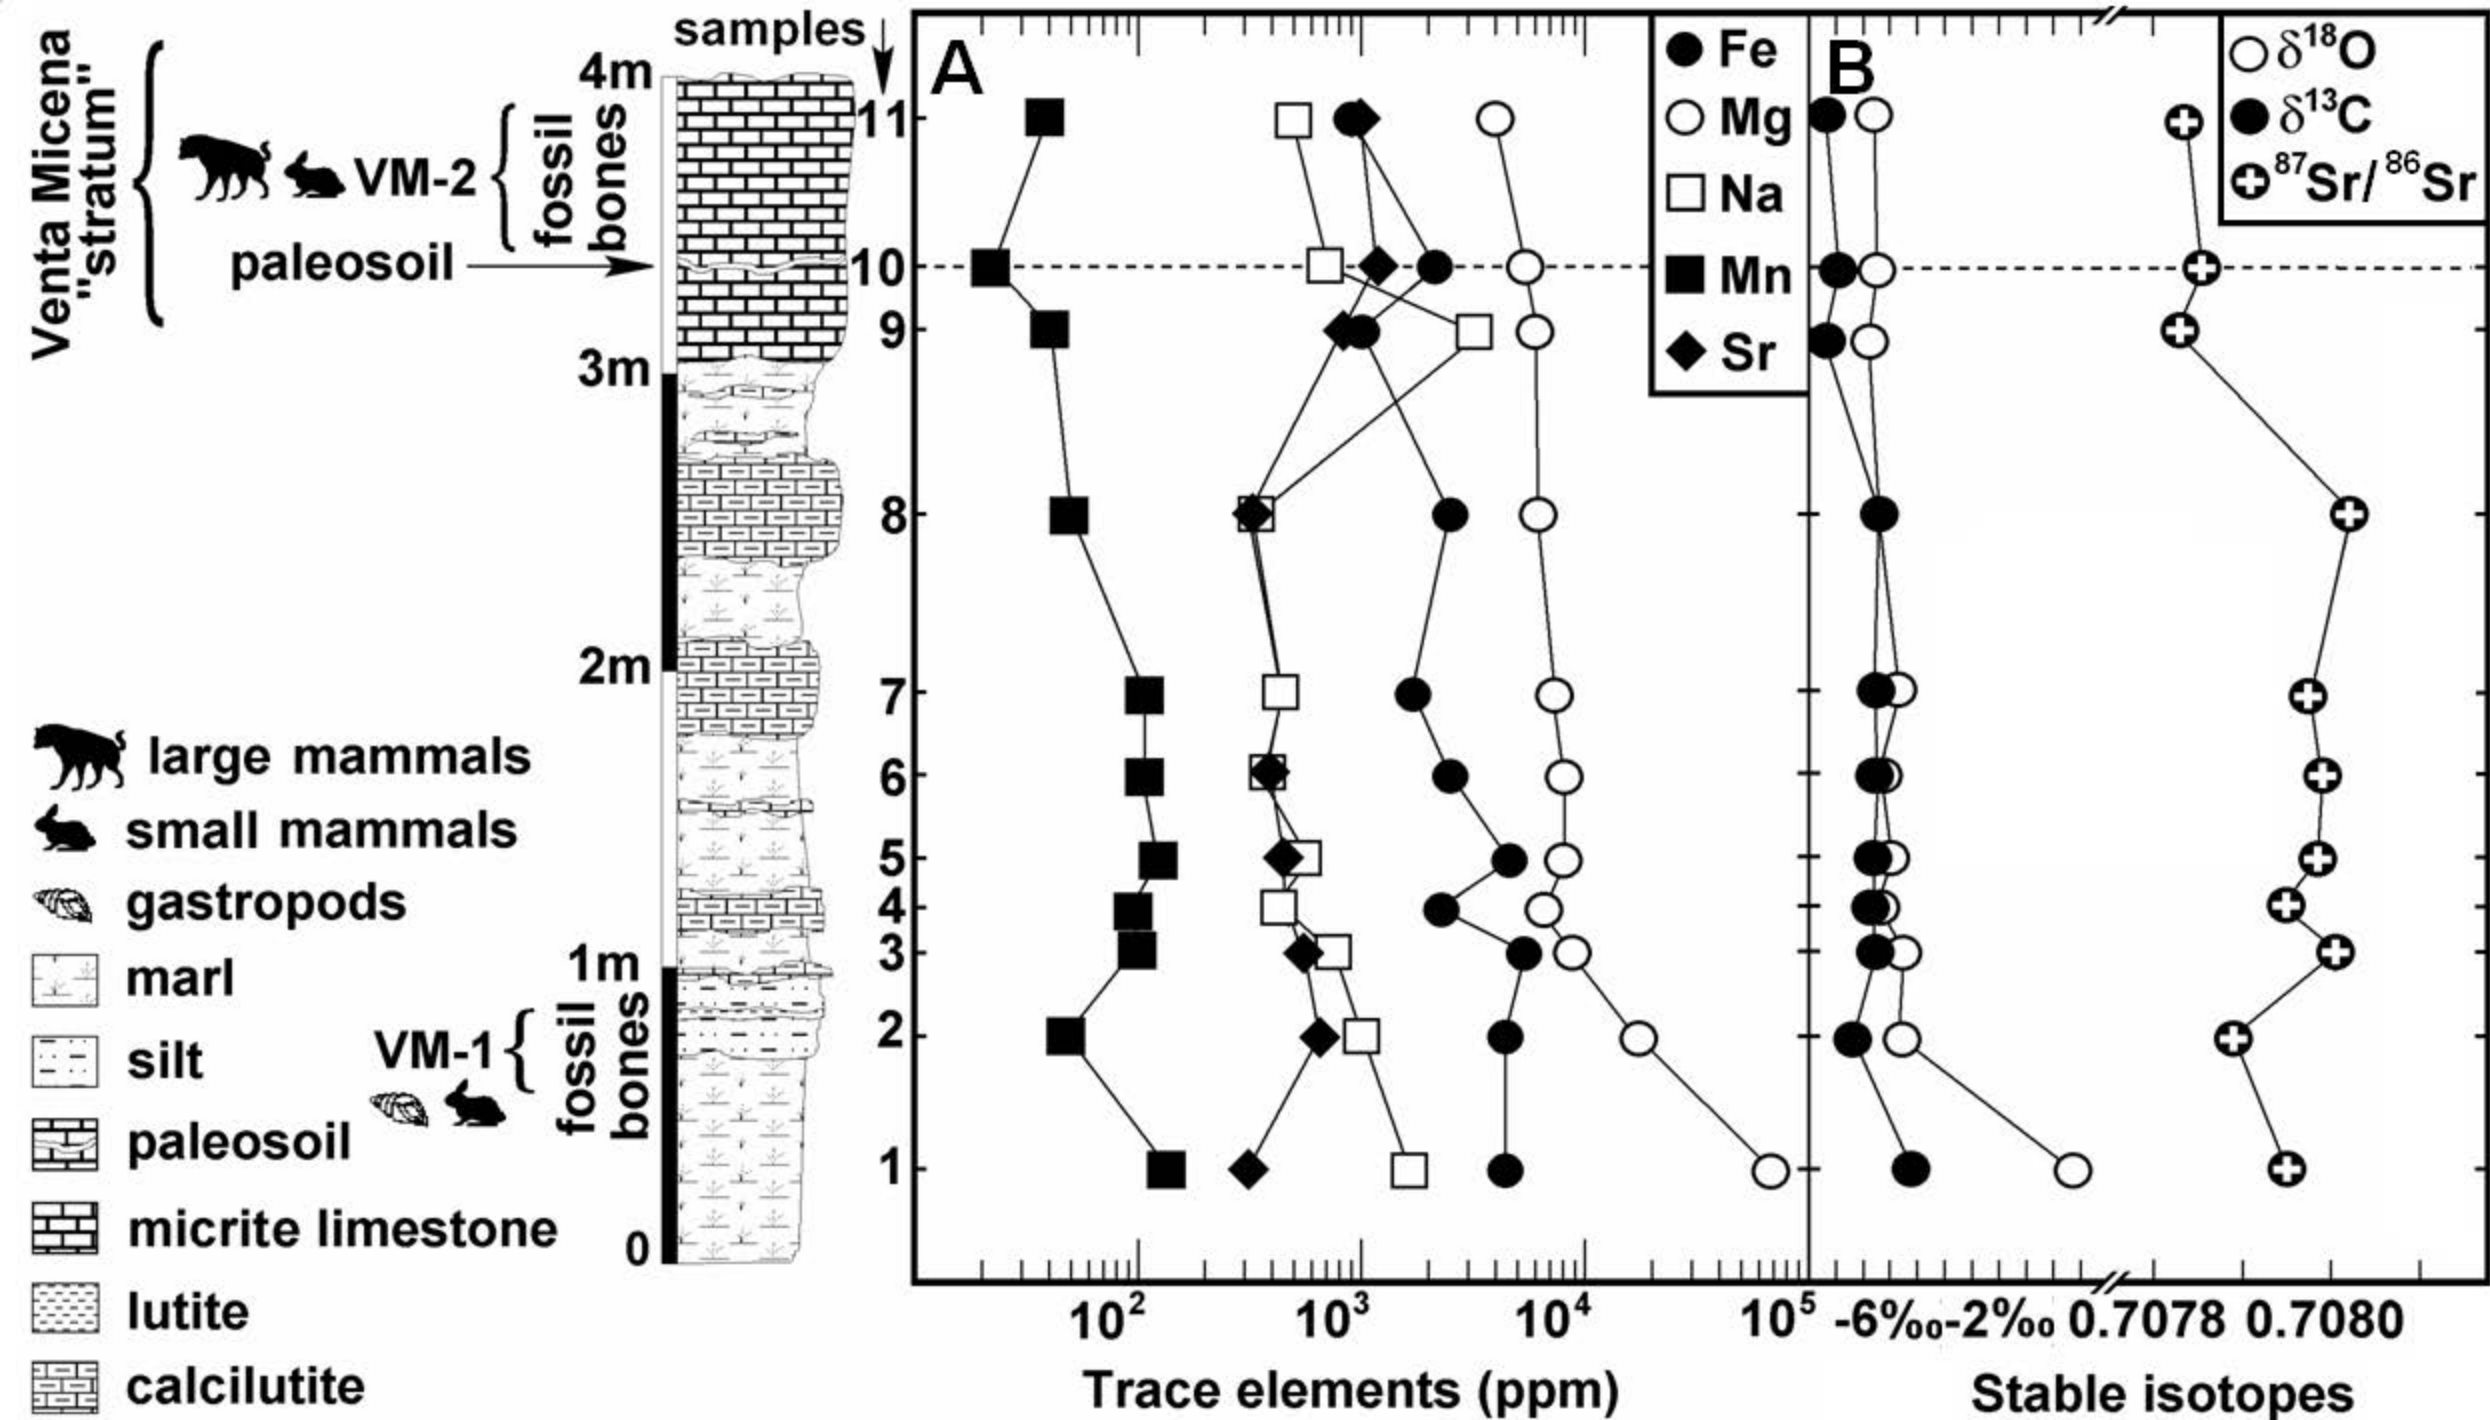 Venta Micena
"stratum"
VM-2
fossil
bones
paleosoil
samples
4m
3m
2m
1m
0
VM-1
fossil
bones
large mammals
small mammals
gastropods
marl
silt
paleosoil
micrite limestone
lutite
calcilutite
11
10
9
8
7
6
5
4
3
2
1
A
Fe
Mg
Na
Mn
Sr
10² 10³ 10⁴ 10⁵
Trace elements (ppm)
B
δ¹⁸O
δ¹³C
⁸⁷Sr/⁸⁶Sr
-6‰ -2‰ 0.7078 0.7080
Stable isotopes